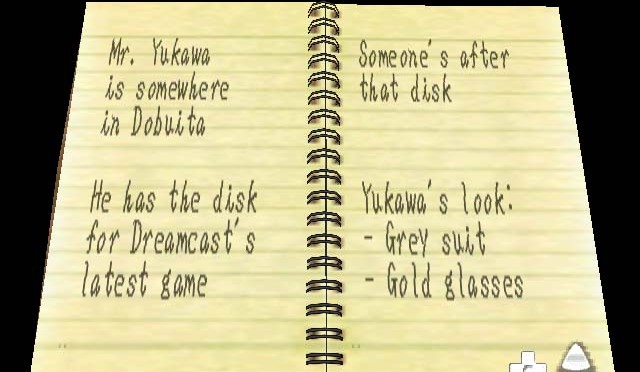 Mr. Yukawa
is somewhere
in Dobuita
He has the disk
for Dreamcast's
latest game
Someone's after
that disk
Yukawa's look:
- Grey suit
- Gold glasses